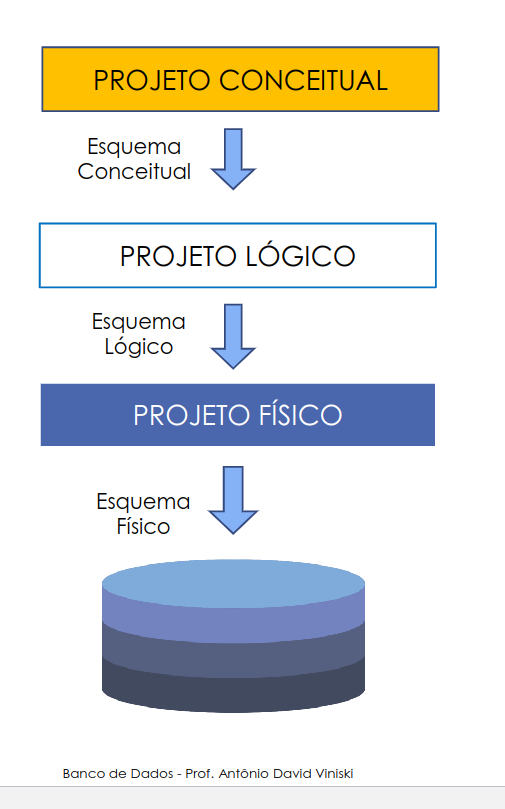 PROJETO CONCEITUAL
Esquema
Conceitual
PROJETO LÓGICO
Esquema
Lógico
PROJETO FÍSICO
Esquema
Físico
Banco de Dados - Prof. Antônio David Viniski